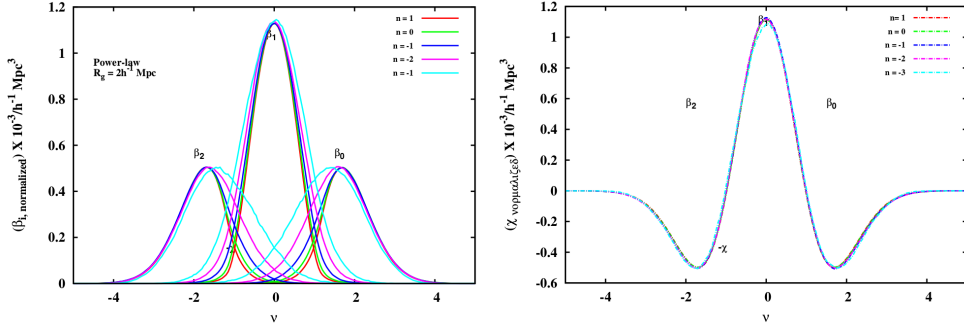 (β_i, normalized) X 10^-3/h^-1 Mpc^3
1.2
1
0.8
0.6
0.4
0.2
0
-4
-2
0
2
4
ν
Power-law
R_g = 2h^-1 Mpc
n = 1
n = 0
n = -1
n = -2
n = -1
β_1
β_2
β_0
(χ νορμαλιζεδ) X 10^-3/h^-1 Mpc^3
1.2
1
0.8
0.6
0.4
0.2
0
-0.2
-0.4
-0.6
-4
-2
0
2
4
ν
n = 1
n = 0
n = -1
n = -2
n = -3
β_1
β_2
β_0
-χ